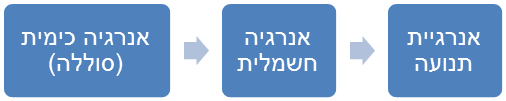 אנרגיה כימית
(סוללה)
אנרגיה
חשמלית
אנרגיית
תנועה